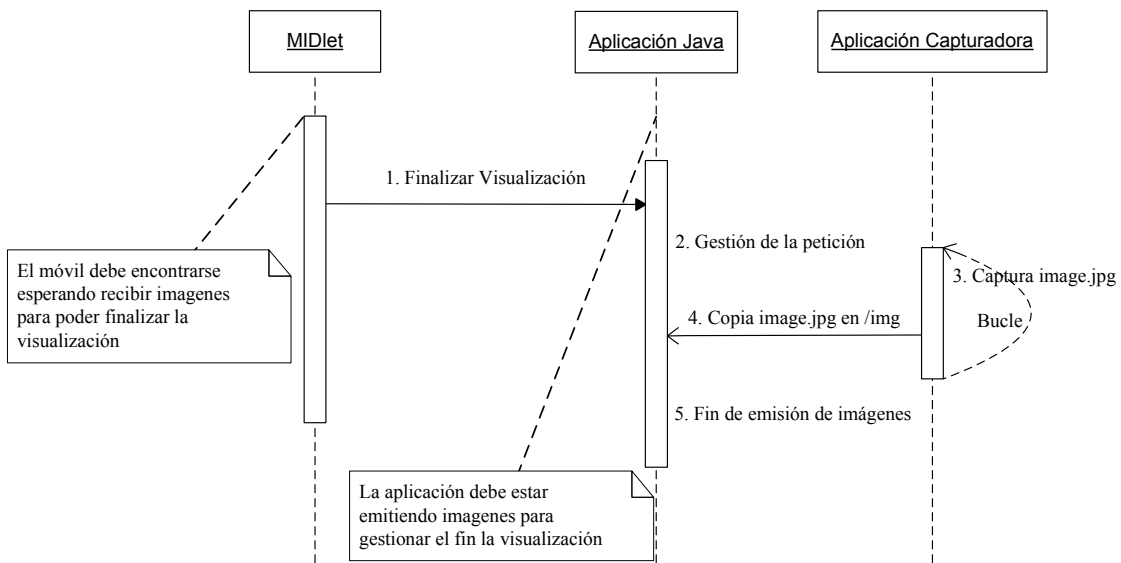 MIDlet
Aplicación Java
Aplicación Capturadora
1. Finalizar Visualización
2. Gestión de la petición
El móvil debe encontrarse
esperando recibir imagenes
para poder finalizar la
visualización
3. Captura image.jpg
4. Copia image.jpg en /img
Bucle
5. Fin de emisión de imágenes
La aplicación debe estar
emitiendo imagenes para
gestionar el fin la visualización